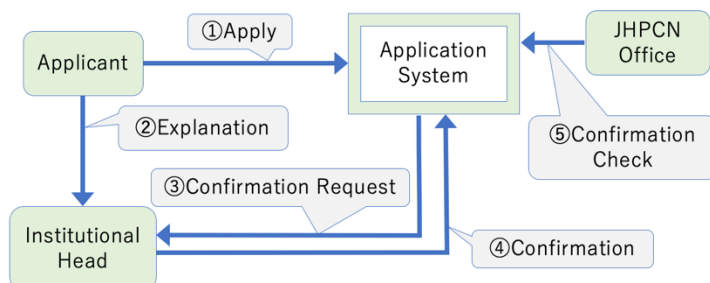 ①Apply
Applicant
Application
System
JHPCN
Office
②Explanation
⑤Confirmation
Check
③Confirmation Request
Institutional
Head
④Confirmation